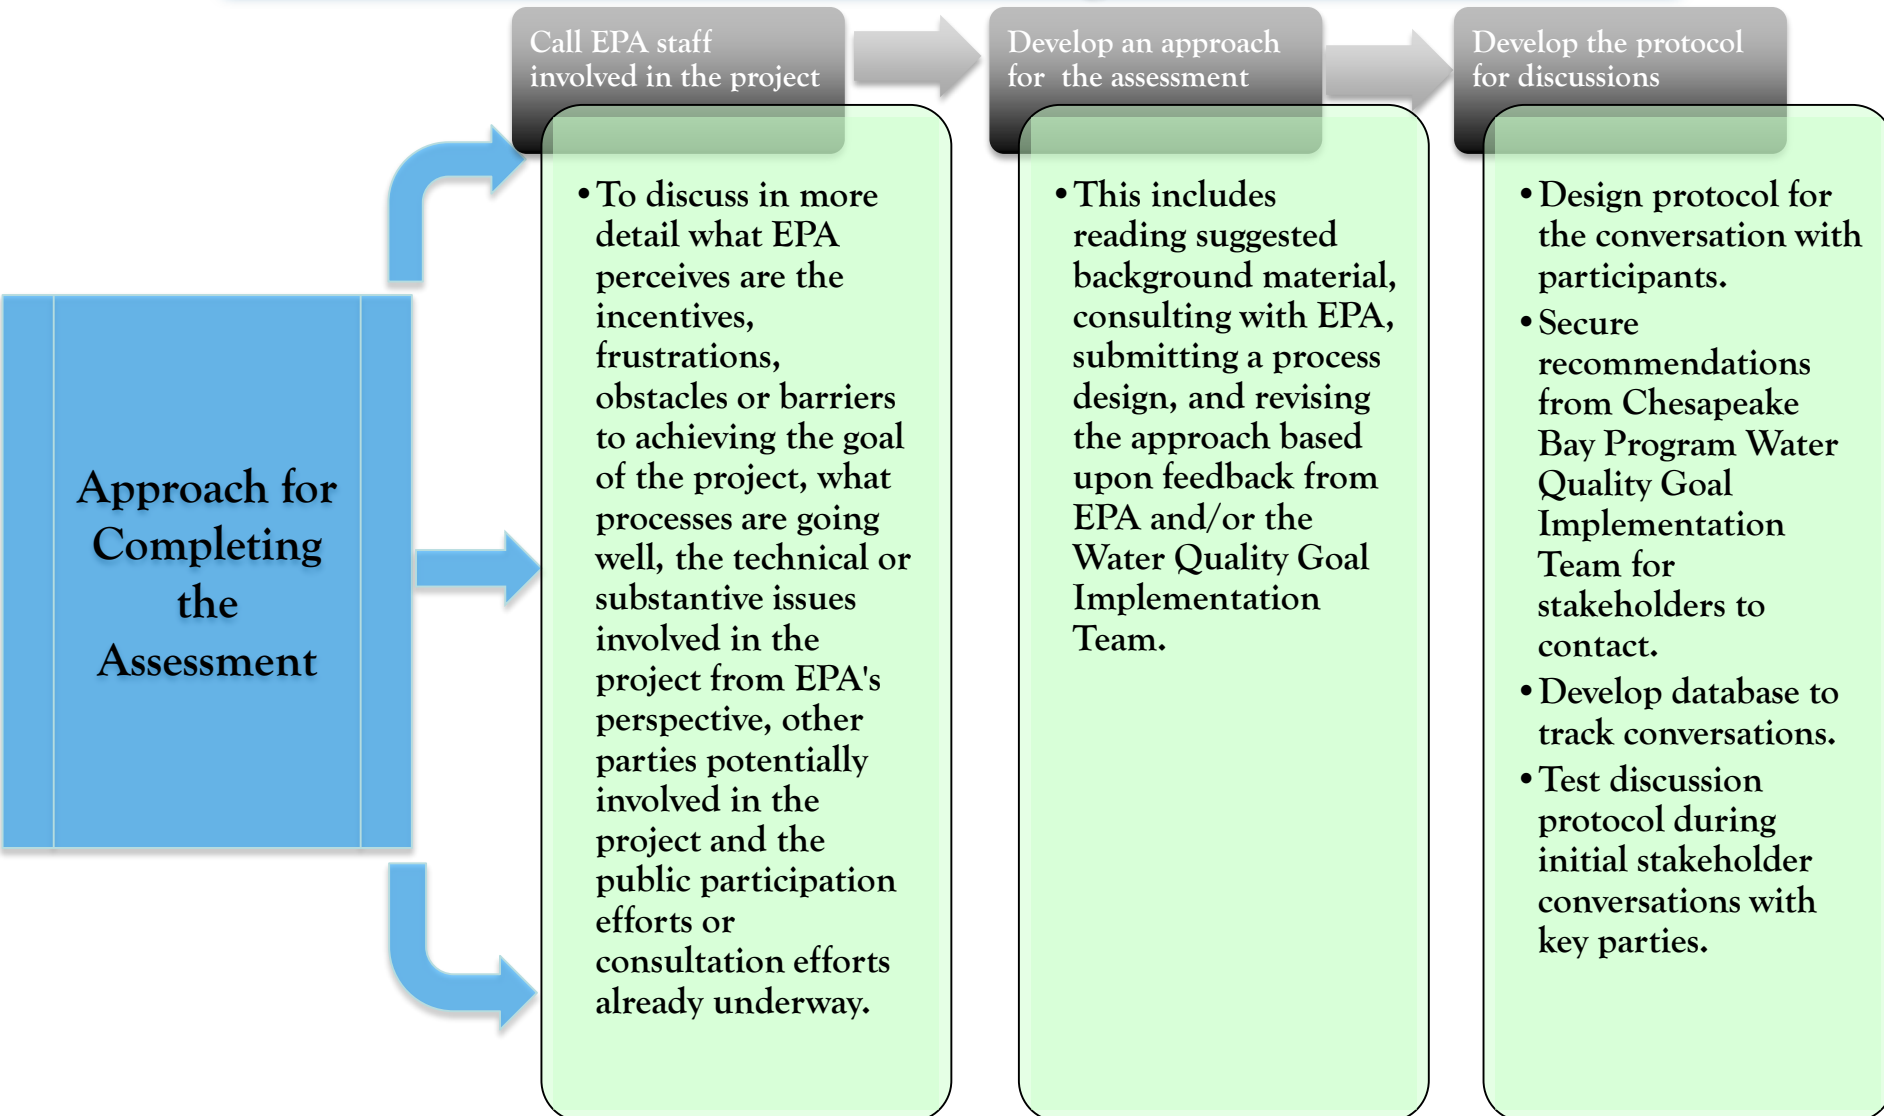 Call EPA staff
involved in the project
Develop an approach
for the assessment
Develop the protocol
for discussions
Approach for
Completing
the
Assessment
•To discuss in more
detail what EPA
perceives are the
incentives,
frustrations,
obstacles or barriers
to achieving the goal
of the project, what
processes are going
well, the technical or
substantive issues
involved in the
project from EPA's
perspective, other
parties potentially
involved in the
project and the
public participation
efforts or
consultation efforts
already underway.
•This includes
reading suggested
background material,
consulting with EPA,
submitting a process
design, and revising
the approach based
upon feedback from
EPA and/or the
Water Quality Goal
Implementation
Team.
•Design protocol for
the conversation with
participants.
•Secure
recommendations
from Chesapeake
Bay Program Water
Quality Goal
Implementation
Team for
stakeholders to
contact.
•Develop database to
track conversations.
•Test discussion
protocol during
initial stakeholder
conversations with
key parties.